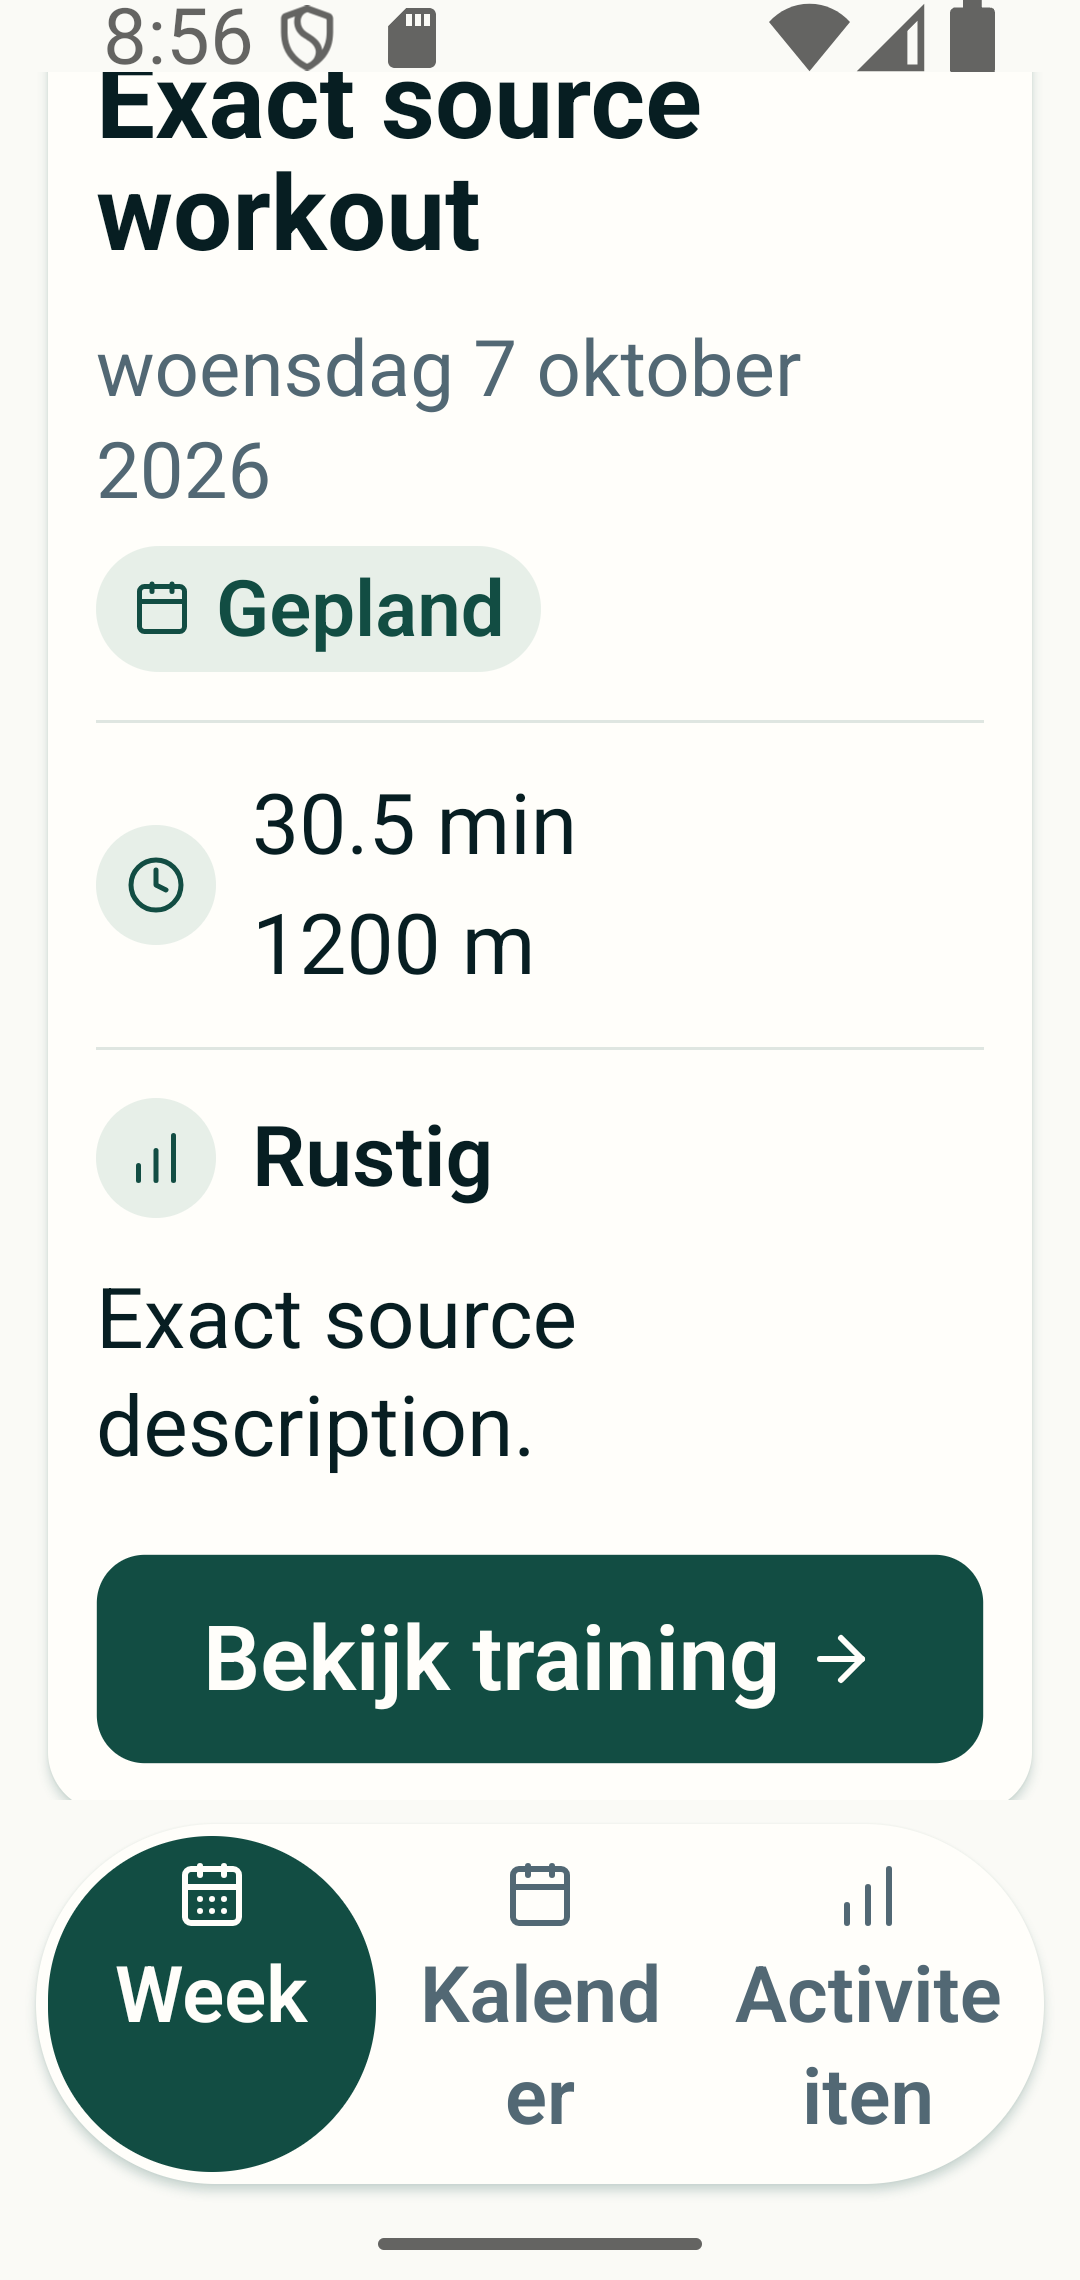 8:56
Exact source
workout
woensdag 7 oktober
2026
Gepland
30.5 min
1200 m
Rustig
Exact source
description.
Bekijk training
Week
Kalend
er
Activite
iten